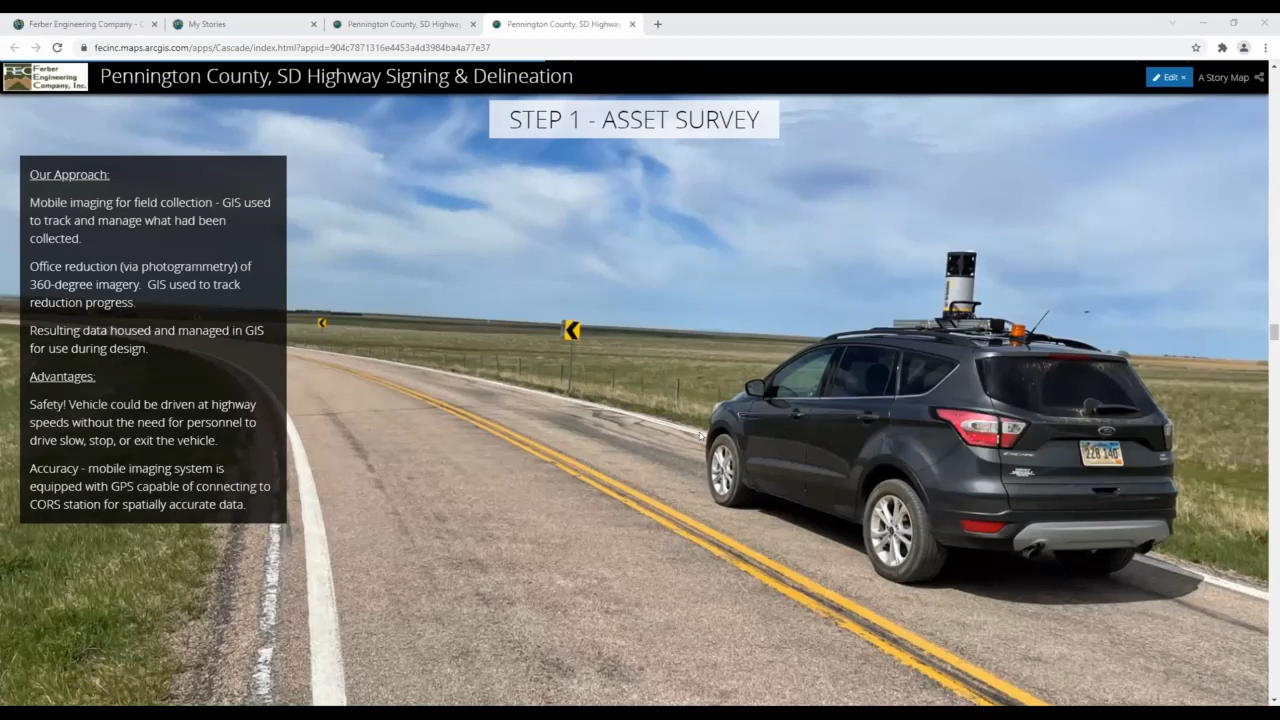 Ferber Engineering Company - C
My Stories
Pennington County, SD Highwa
Pennington County, SD Highwa
fecinc.maps.arcgis.com/apps/Cascade/index.html?appid=904c7871316e4453a4d3984ba4a77e37
FEC Ferber Engineering Company, Inc.
Pennington County, SD Highway Signing & Delineation
Edit
A Story Map
STEP 1 - ASSET SURVEY
Our Approach:
Mobile imaging for field collection - GIS used
to track and manage what had been
collected.
Office reduction (via photogrammetry) of
360-degree imagery. GIS used to track
reduction progress.
Resulting data housed and managed in GIS
for use during design.
Advantages:
Safety! Vehicle could be driven at highway
speeds without the need for personnel to
drive slow, stop, or exit the vehicle.
Accuracy - mobile imaging system is
equipped with GPS capable of connecting to
CORS station for spatially accurate data.